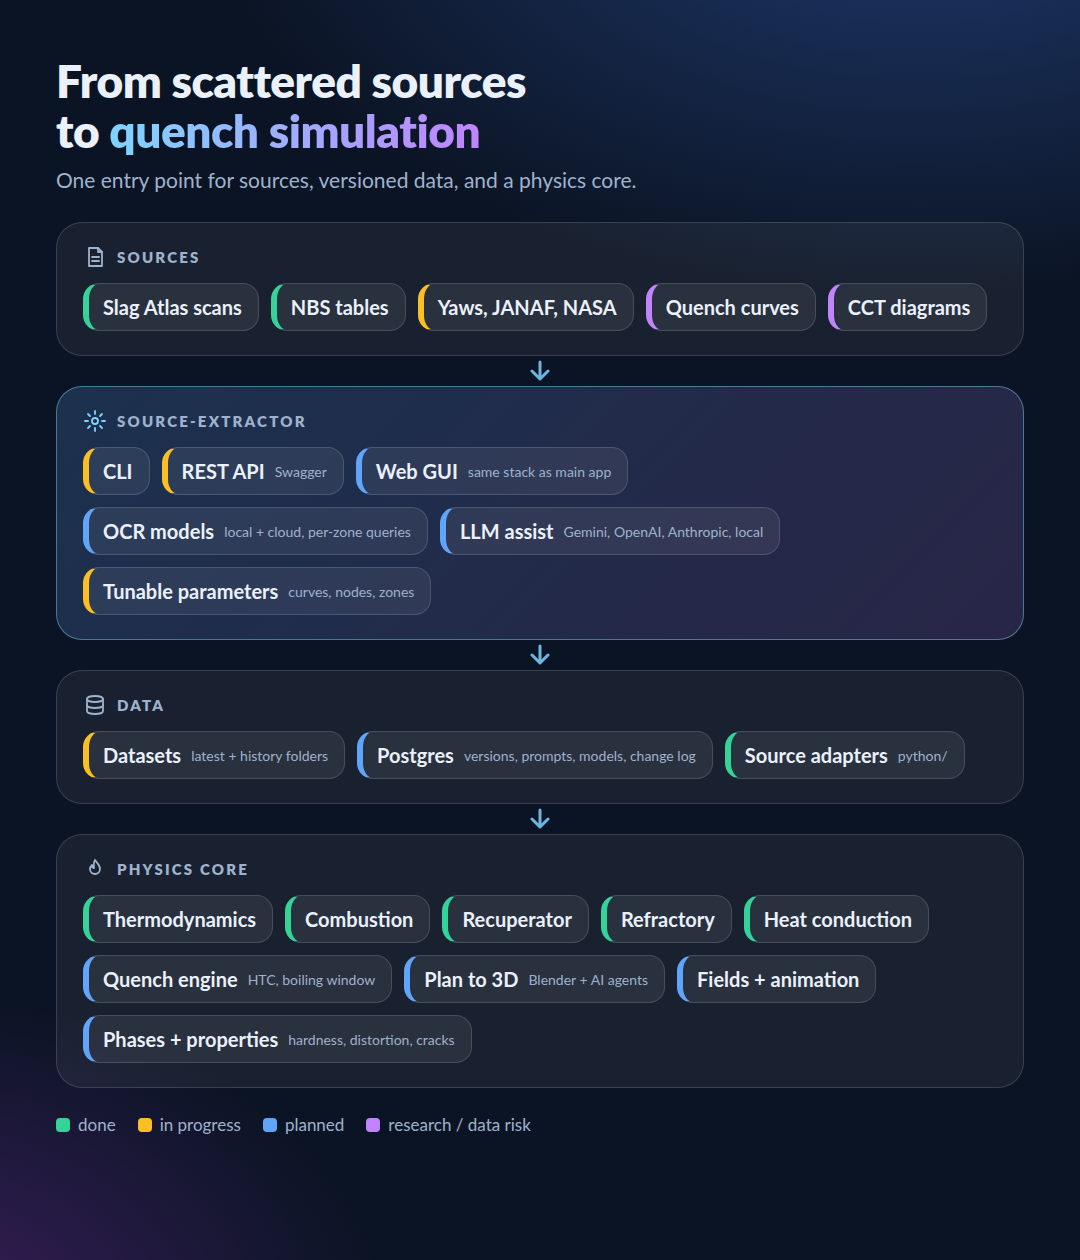 From scattered sources
to quench simulation
One entry point for sources, versioned data, and a physics core.
SOURCES
Slag Atlas scans NBS tables Yaws, JANAF, NASA Quench curves CCT diagrams
SOURCE-EXTRACTOR
CLI REST API Swagger Web GUI same stack as main app
OCR models local + cloud, per-zone queries LLM assist Gemini, OpenAI, Anthropic, local
Tunable parameters curves, nodes, zones
DATA
Datasets latest + history folders Postgres versions, prompts, models, change log Source adapters python/
PHYSICS CORE
Thermodynamics Combustion Recuperator Refractory Heat conduction
Quench engine HTC, boiling window Plan to 3D Blender + AI agents Fields + animation
Phases + properties hardness, distortion, cracks
done in progress planned research / data risk